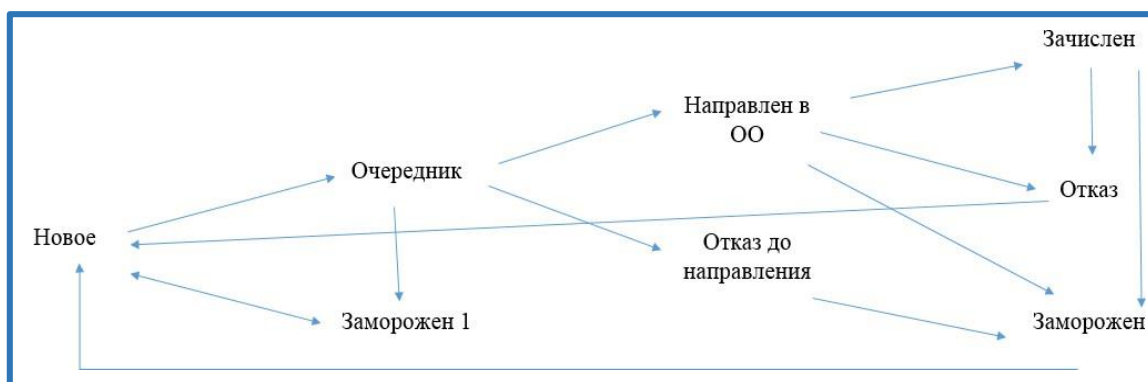 Зачислен
Направлен в
ОО
Очередник
Отказ
Новое
Отказ до
направления
Заморожен 1
Заморожен